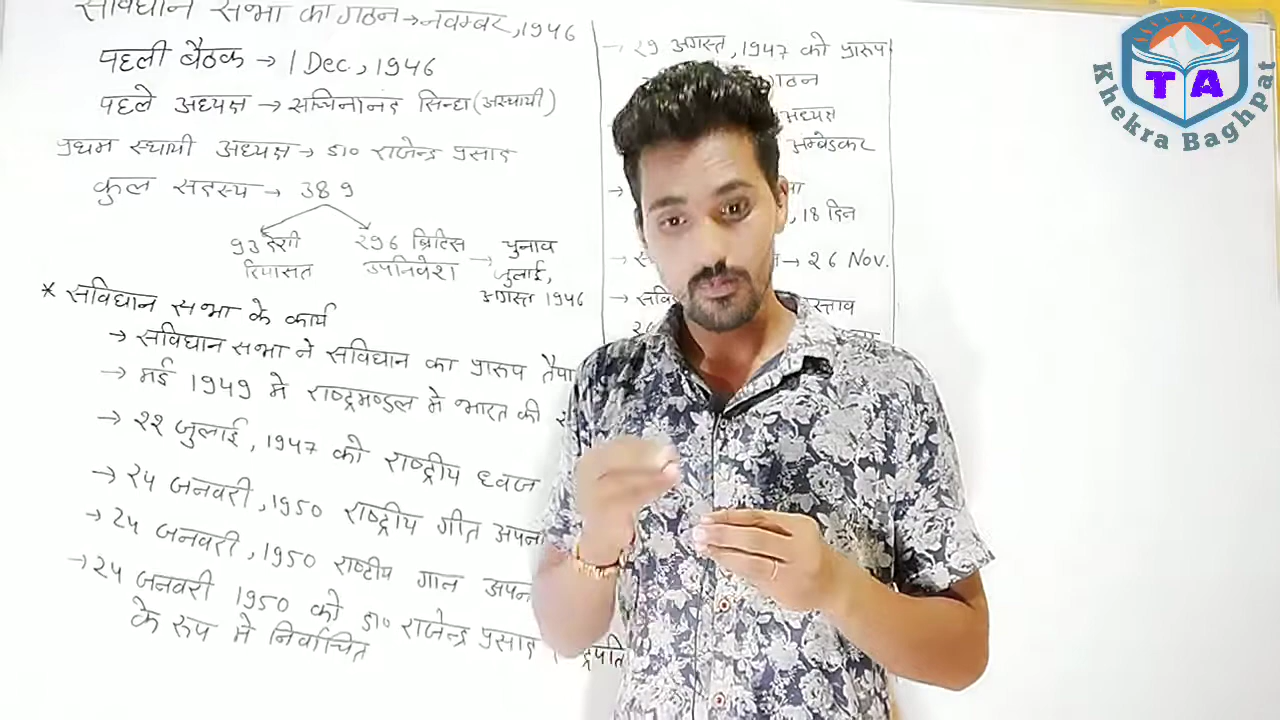 संविधान सभा का गठन → नवम्बर, 1946
पहली बैठक → 1 Dec, 1946
पहले अध्यक्ष → सच्चिनानंद सिन्हा (अस्थायी)
प्रथम स्थायी अध्यक्ष → डा० राजेन्द्र प्रसाद
कुल सदस्य → 389
93 देशी
रियासत
296 ब्रिटिस
उपनिवेश
→ चुनाव
जुलाई,
अगस्त 1946
* संविधान सभा के कार्य
→ संविधान सभा ने संविधान का प्रारुप
→ मई 1949 मे राष्ट्रमण्डल मे भारत की
→ 22 जुलाई, 1947 को राष्ट्रीय ध्वज
→ 24 जनवरी, 1950 राष्ट्रीय गीत
→ 24 जनवरी, 1950 राष्टीय गान
→ 24 जनवरी 1950 को डा० राजेन्द्र प्रसाद
के रुप मे निर्वाचित
→ 29 अगस्त, 1947 को प्रारूप
गठन
अध्यक्ष
अम्बेडकर
→
, 18 दिन
→ 26 Nov.
→
TA
Khekra Baghpat